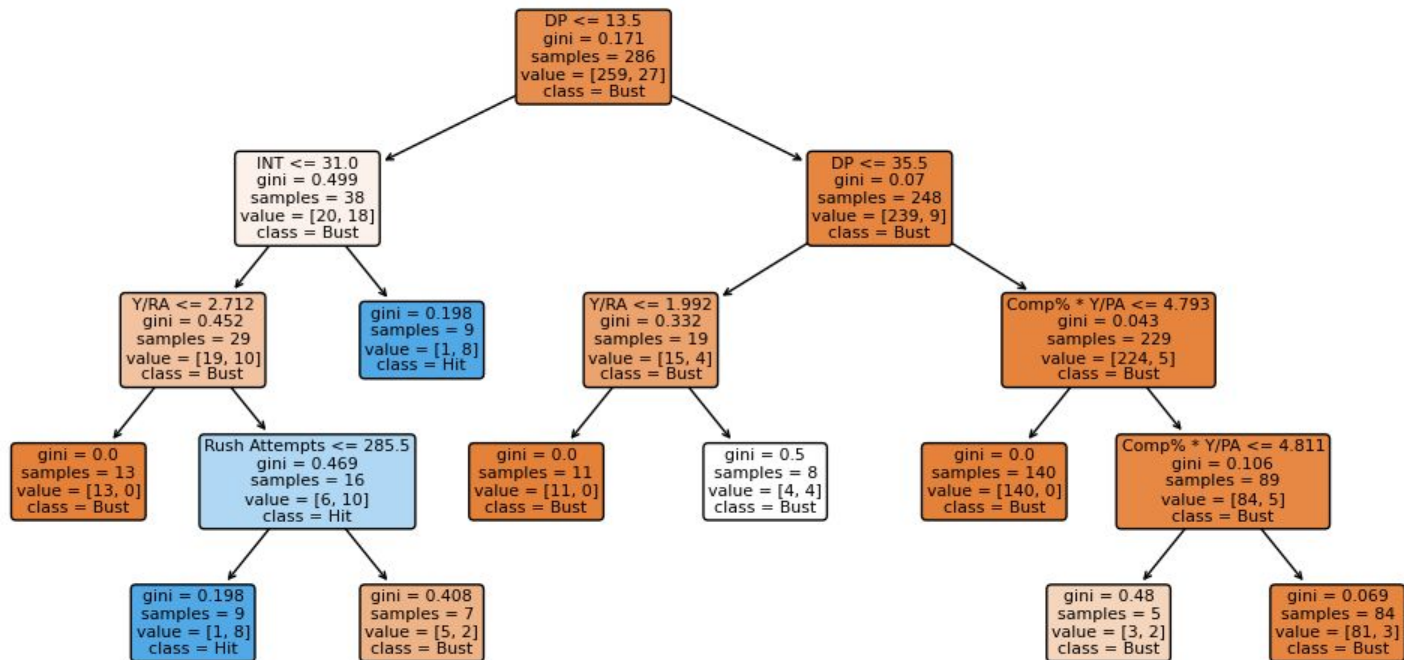 DP <= 13.5
gini = 0.171
samples = 286
value = [259, 27]
class = Bust
INT <= 31.0
gini = 0.499
samples = 38
value = [20, 18]
class = Bust
DP <= 35.5
gini = 0.07
samples = 248
value = [239, 9]
class = Bust
Y/RA <= 2.712
gini = 0.452
samples = 29
value = [19, 10]
class = Bust
gini = 0.198
samples = 9
value = [1, 8]
class = Hit
Y/RA <= 1.992
gini = 0.332
samples = 19
value = [15, 4]
class = Bust
Comp% * Y/PA <= 4.793
gini = 0.043
samples = 229
value = [224, 5]
class = Bust
gini = 0.0
samples = 13
value = [13, 0]
class = Bust
Rush Attempts <= 285.5
gini = 0.469
samples = 16
value = [6, 10]
class = Hit
gini = 0.0
samples = 11
value = [11, 0]
class = Bust
gini = 0.5
samples = 8
value = [4, 4]
class = Bust
gini = 0.0
samples = 140
value = [140, 0]
class = Bust
Comp% * Y/PA <= 4.811
gini = 0.106
samples = 89
value = [84, 5]
class = Bust
gini = 0.198
samples = 9
value = [1, 8]
class = Hit
gini = 0.408
samples = 7
value = [5, 2]
class = Bust
gini = 0.48
samples = 5
value = [3, 2]
class = Bust
gini = 0.069
samples = 84
value = [81, 3]
class = Bust